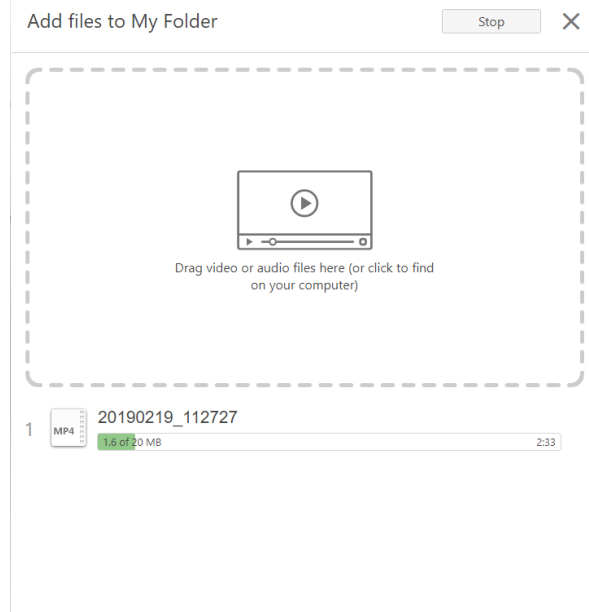 Add files to My Folder
Stop
Drag video or audio files here (or click to find
on your computer)
1
MP4
20190219_112727
1.6 of 20 MB
2:33